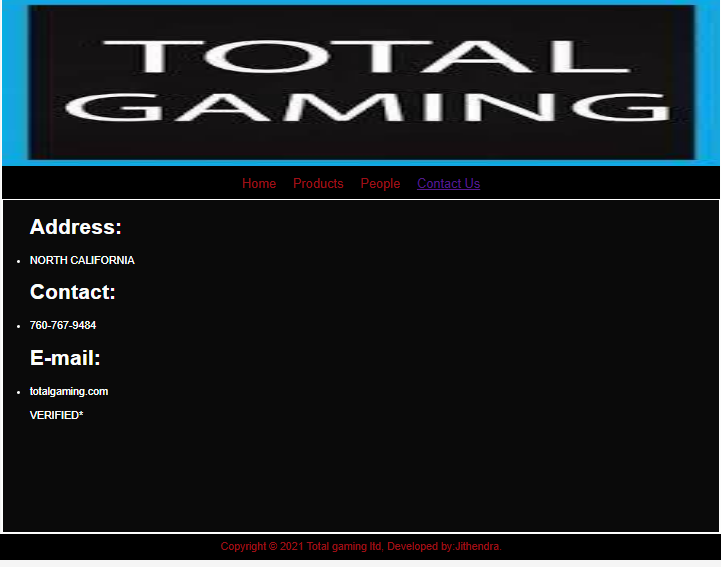 TOTAL
GAMING
Home Products People Contact Us
Address:
NORTH CALIFORNIA
Contact:
760-767-9484
E-mail:
totalgaming.com
VERIFIED*
Copyright © 2021 Total gaming ltd, Developed by:Jithendra.